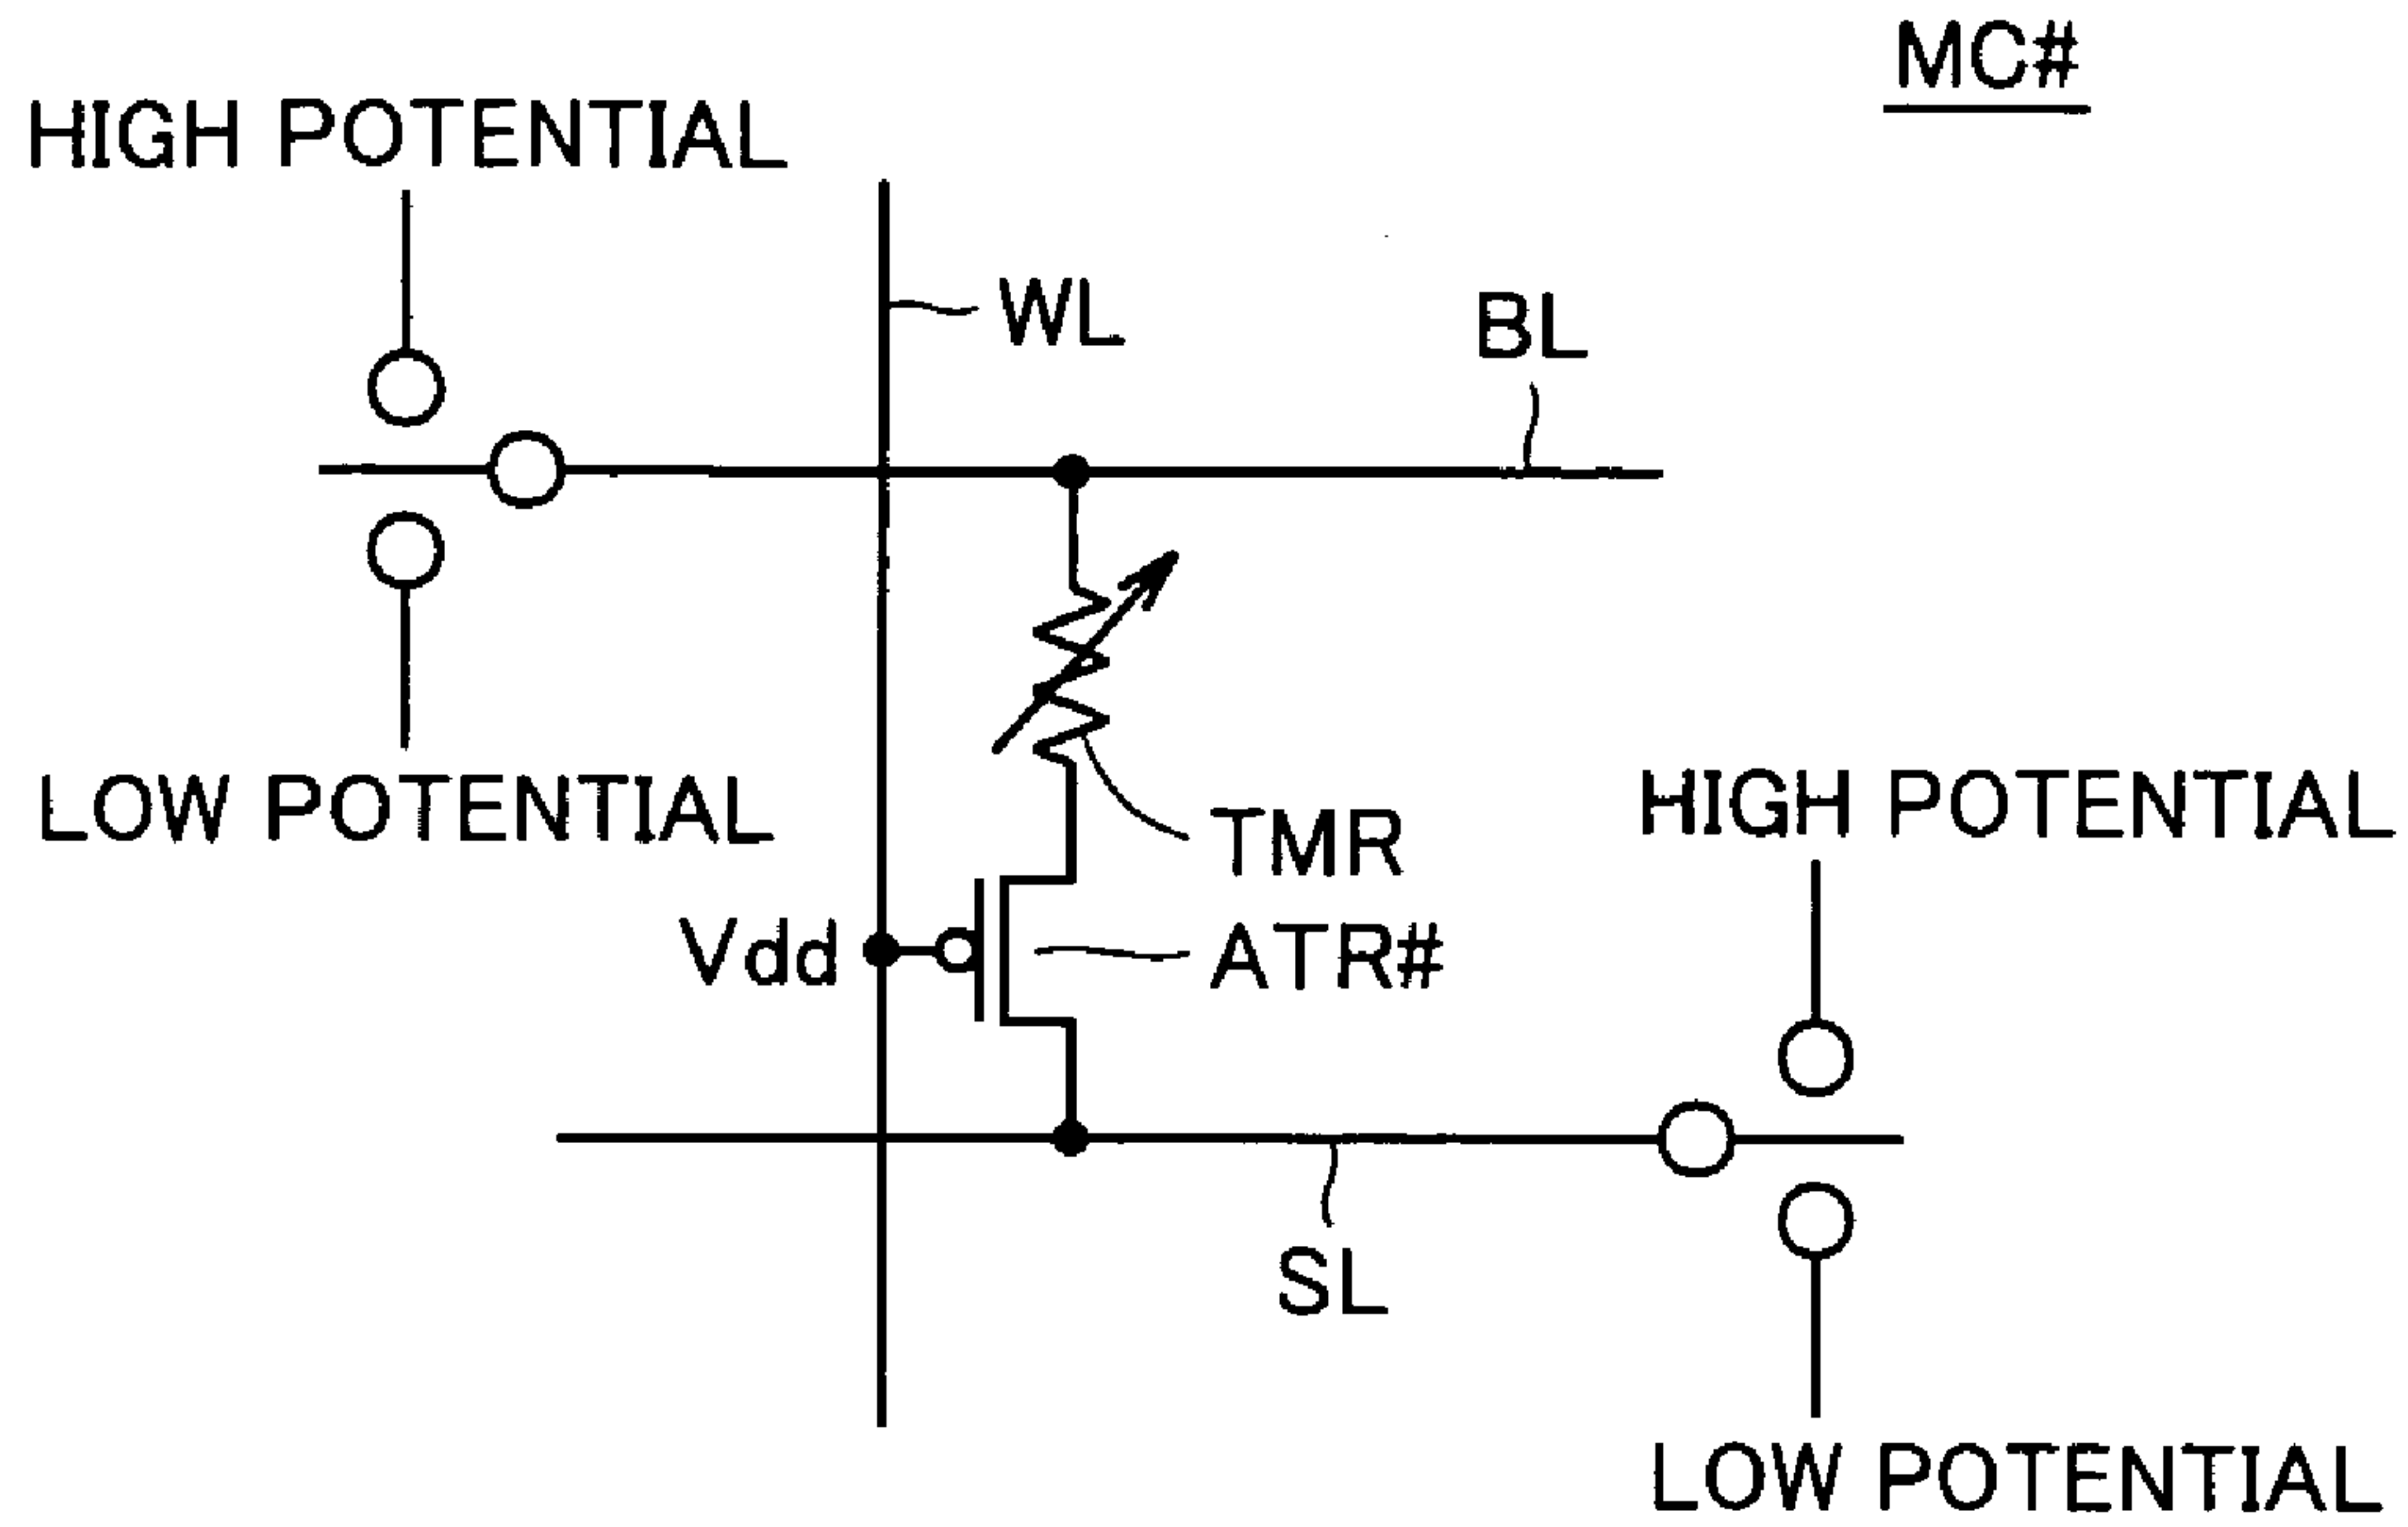 MC#
HIGH POTENTIAL
WL
BL
LOW POTENTIAL
HIGH POTENTIAL
TMR
Vdd
ATR#
SL
LOW POTENTIAL